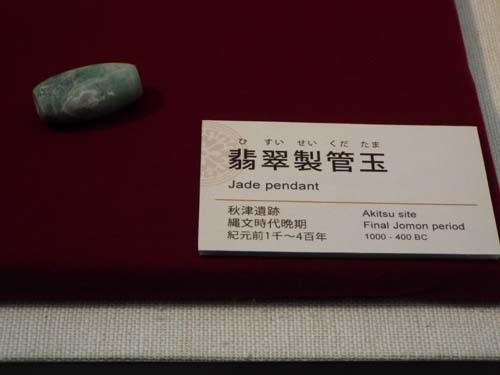 ひ すい せい くだ たま
翡翠製管玉
Jade pendant
秋津遺跡 Akitsu site
縄文時代晩期 Final Jomon period
紀元前1千～4百年 1000 - 400 BC